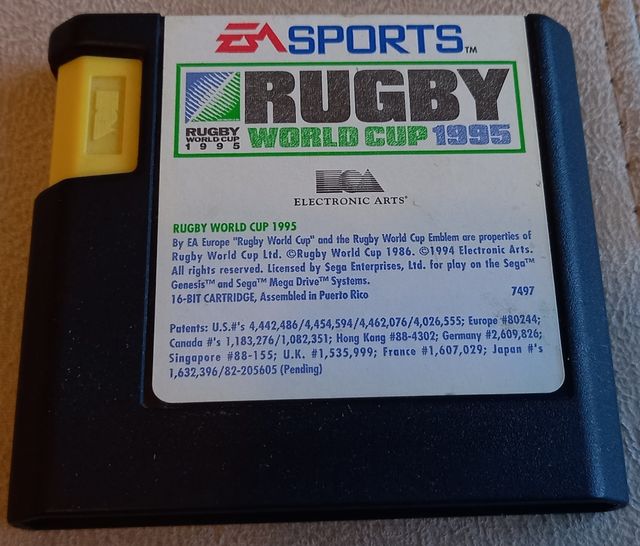 EA SPORTS™
RUGBY
WORLD CUP 1995
RUGBY
WORLD CUP
1995
ELECTRONIC ARTS®
RUGBY WORLD CUP 1995
By EA Europe "Rugby World Cup" and the Rugby World Cup Emblem are properties of
Rugby World Cup Ltd. ©Rugby World Cup 1986. ©1994 Electronic Arts.
All rights reserved. Licensed by Sega Enterprises, Ltd. for play on the Sega™
Genesis™ and Sega™ Mega Drive™ Systems.
16-BIT CARTRIDGE, Assembled in Puerto Rico 7497
Patents: U.S.#'s 4,442,486/4,454,594/4,462,076/4,026,555; Europe #80244;
Canada #'s 1,183,276/1,082,351; Hong Kong #88-4302; Germany #2,609,826;
Singapore #88-155; U.K. #1,535,999; France #1,607,029; Japan #'s
1,632,396/82-205605 (Pending)